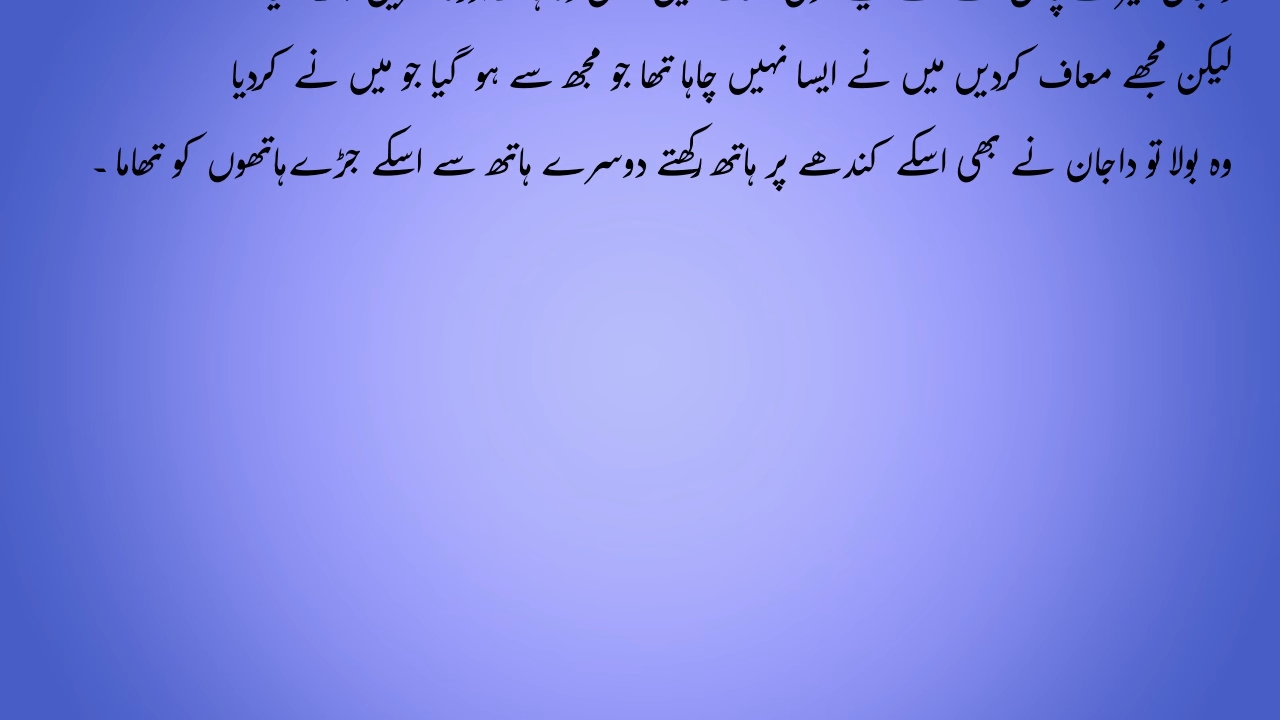 لیکن مجھے معاف کردیں میں نے ایسا نہیں چاہا تھا جو مجھ سے ہو گیا جو میں نے کردیا
وہ بولا تو داجان نے بھی اسکے کندھے پر ہاتھ رکھتے دوسرے ہاتھ سے اسکے جڑے ہاتھوں کو تھاما ۔